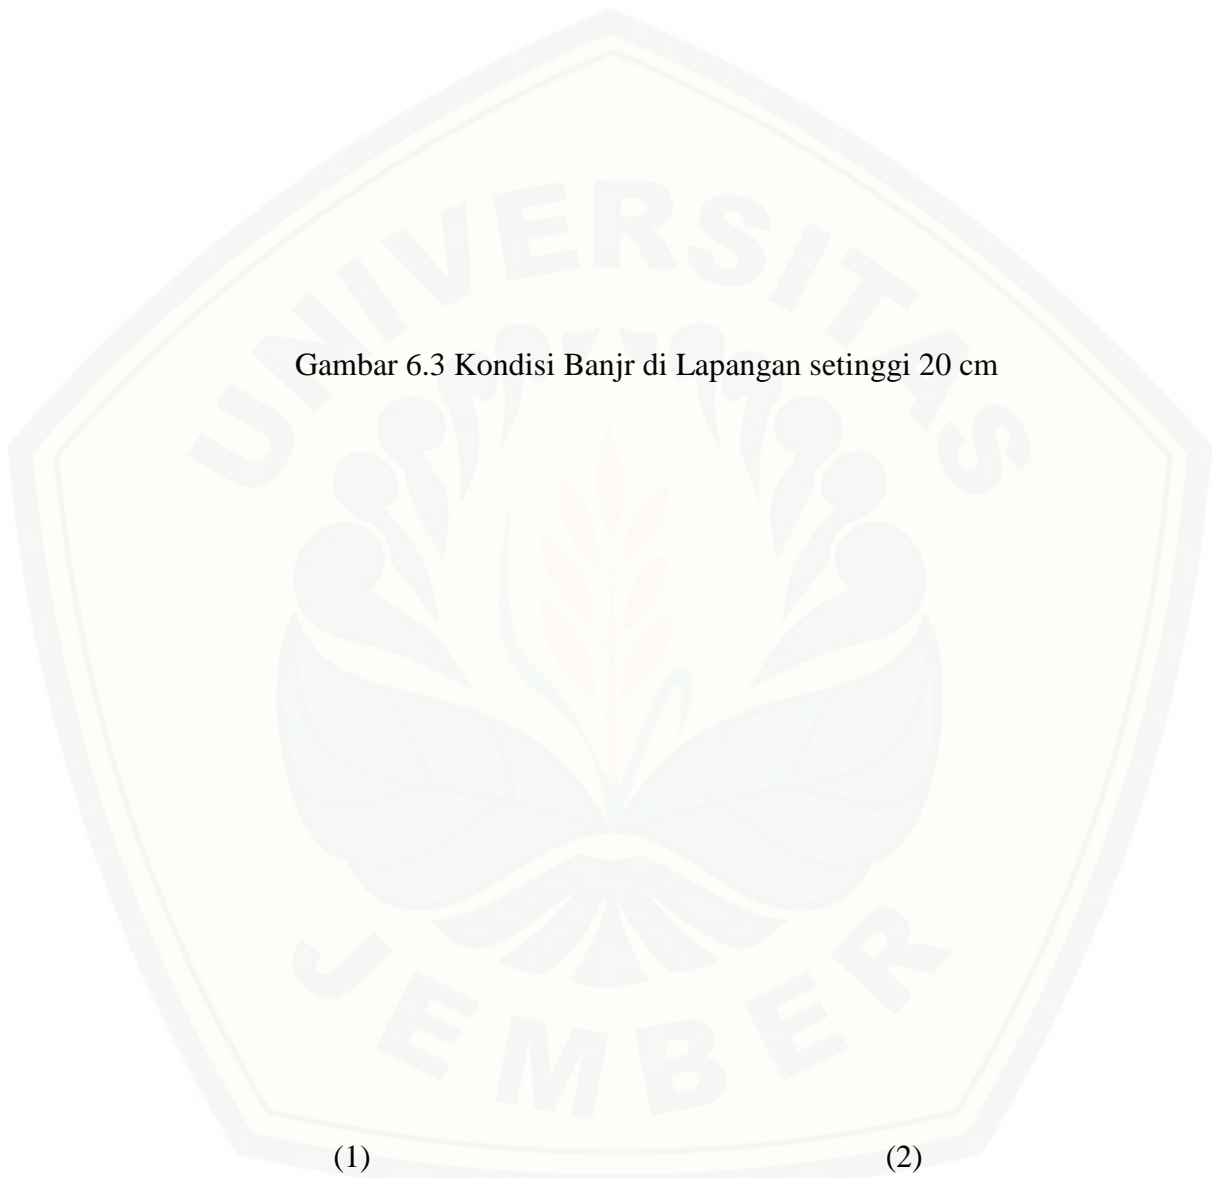 UNIVERSITAS
Gambar 6.3 Kondisi Banjr di Lapangan setinggi 20 cm
JEMBER
(1) (2)